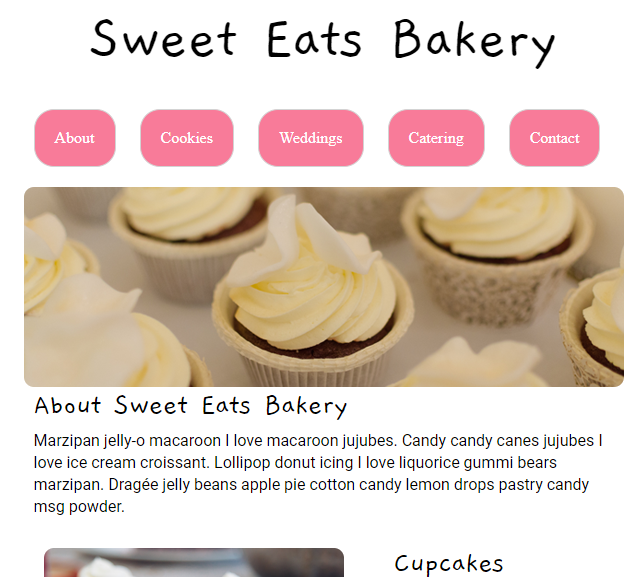 Sweet Eats Bakery
About
Cookies
Weddings
Catering
Contact
About Sweet Eats Bakery
Marzipan jelly-o macaroon I love macaroon jujubes. Candy candy canes jujubes I
love ice cream croissant. Lollipop donut icing I love liquorice gummi bears
marzipan. Dragée jelly beans apple pie cotton candy lemon drops pastry candy
msg powder.
Cupcakes